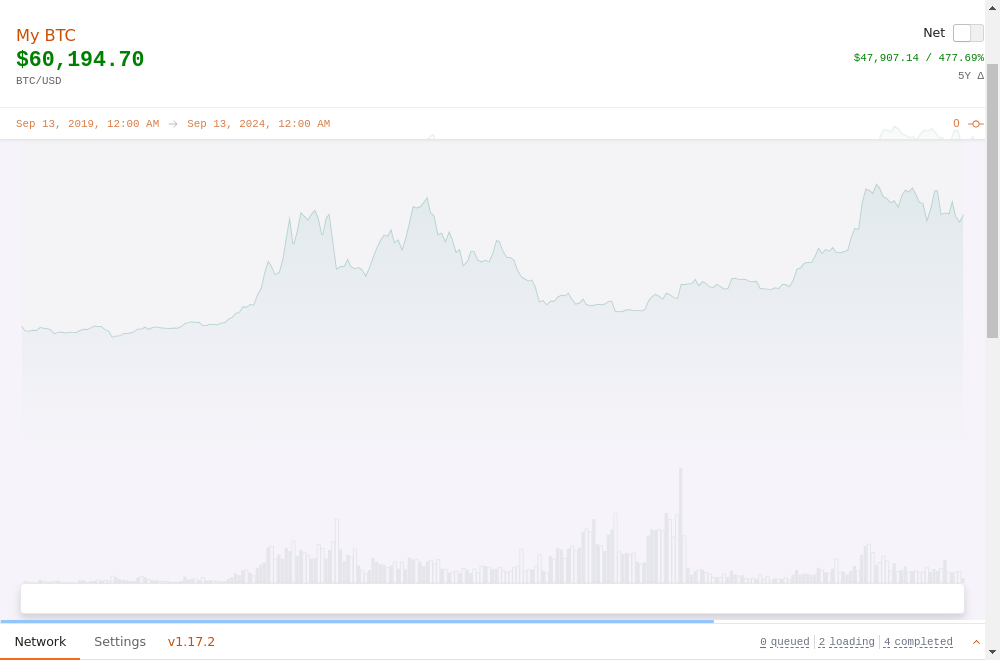 My BTC
Net
$60,194.70
$47,907.14 / 477.69%
BTC/USD
5Y Δ
Sep 13, 2019, 12:00 AM → Sep 13, 2024, 12:00 AM
0
Network Settings v1.17.2 0 queued 2 loading 4 completed